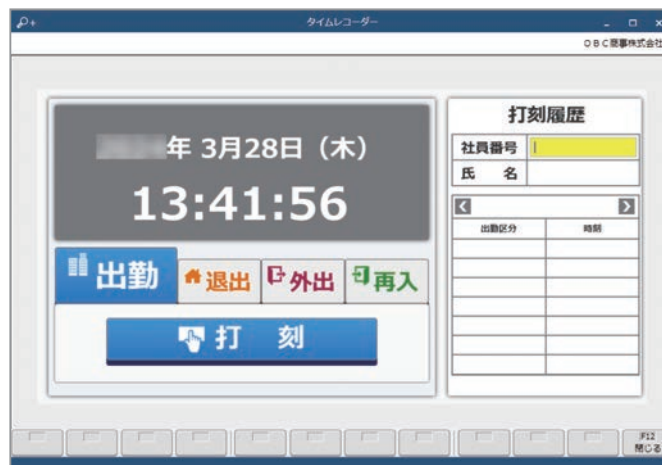 タイムレコーダー
OBC商事株式会社
年 3月28日（木）
13:41:56
出勤
退出
外出
再入
打 刻
打刻履歴
社員番号
氏 名
出勤区分 時刻
F12
閉じる